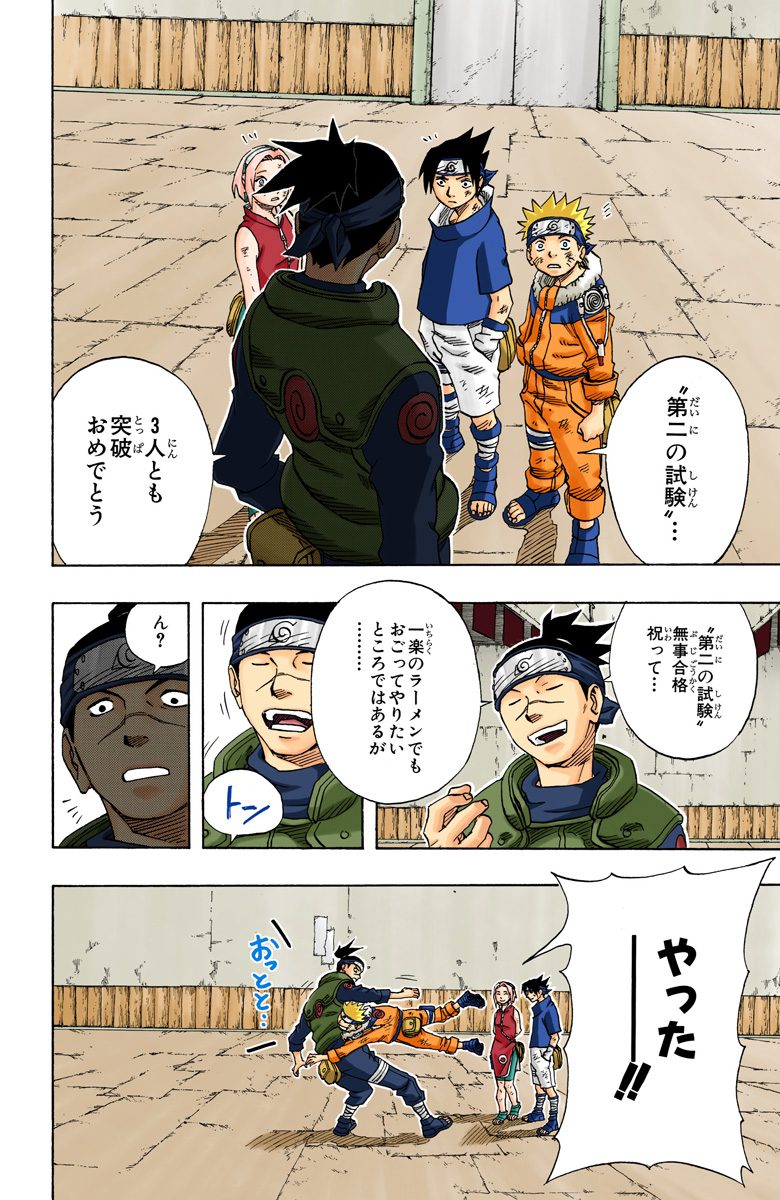 〝第二の試験〟…
3人とも
突破
おめでとう
〝第二の試験〟
無事合格
祝って…
一楽のラーメンでも
おごってやりたい
ところではあるが
………
トン
ん?
やった
——!!
おっとと…